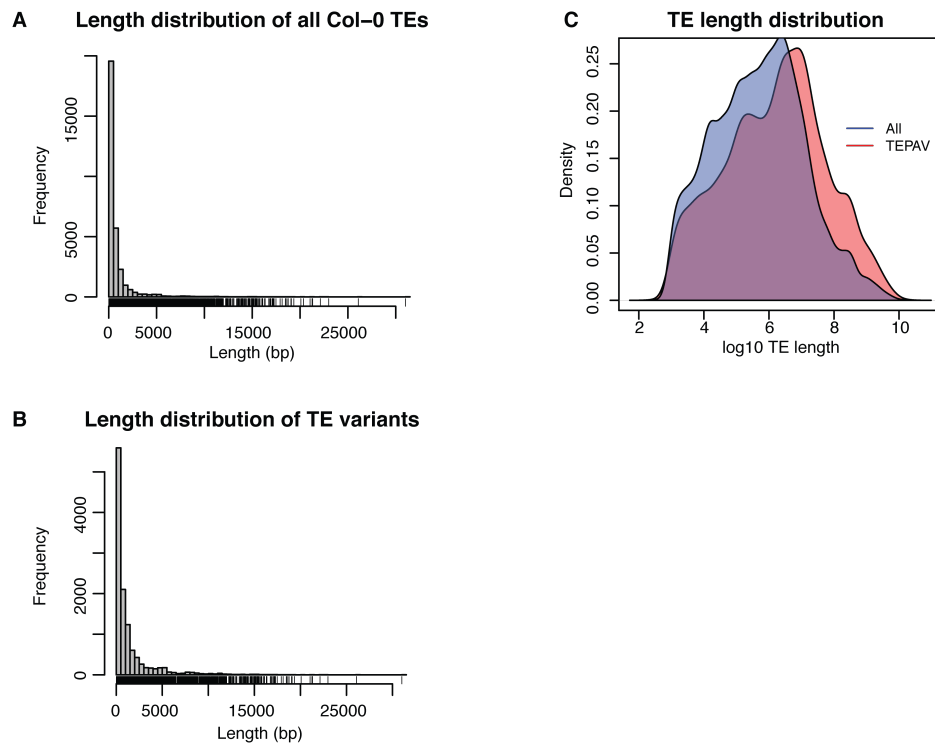 A
Length distribution of all Col−0 TEs
Frequency
15000
5000
0
0 5000 15000 25000
Length (bp)
C
TE length distribution
Density
0.25
0.20
0.15
0.10
0.05
0.00
All
TEPAV
2 4 6 8 10
log10 TE length
B
Length distribution of TE variants
Frequency
4000
2000
0
0 5000 15000 25000
Length (bp)